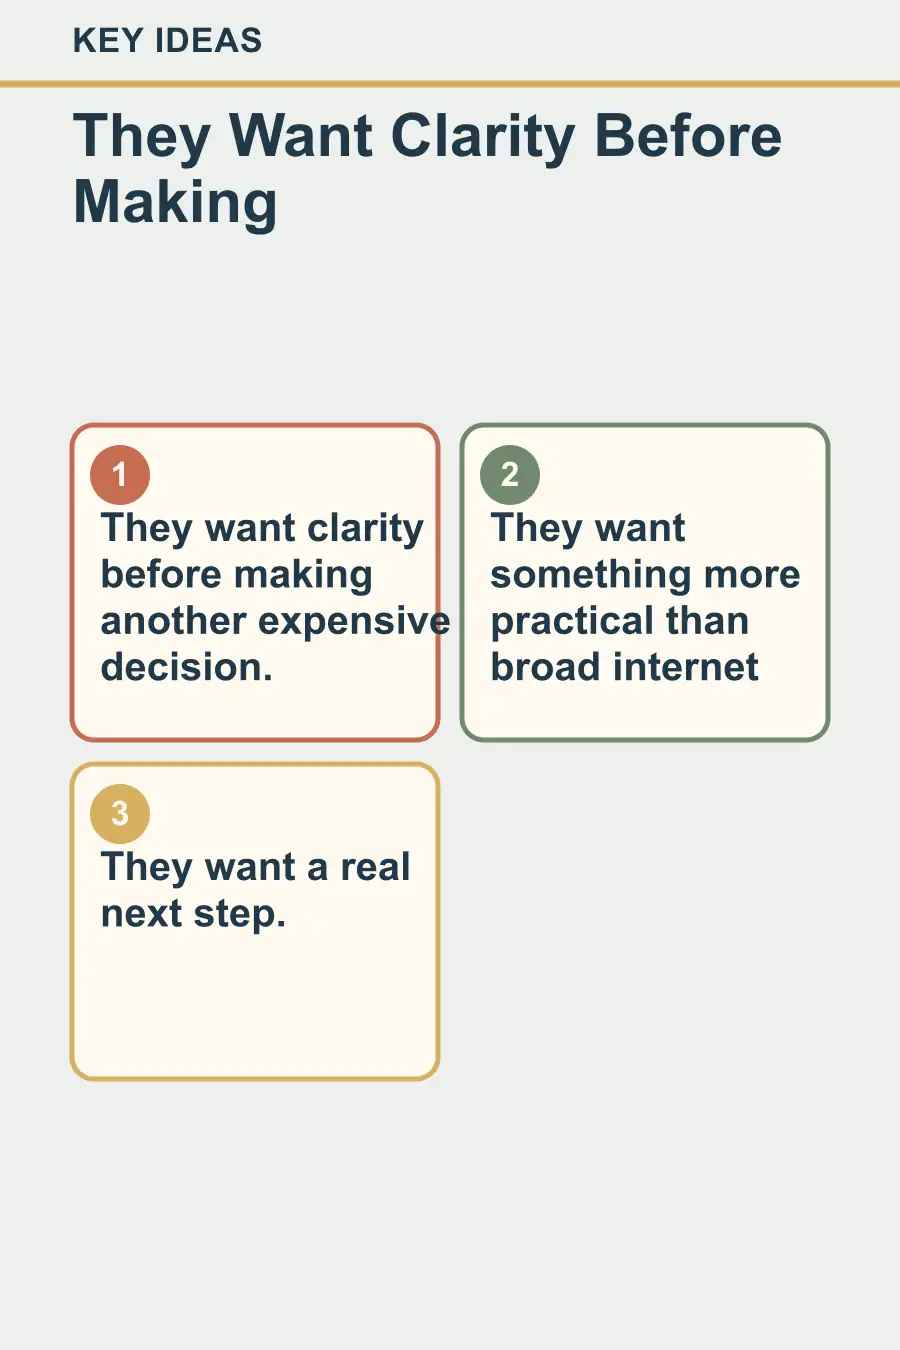 KEY IDEAS
They Want Clarity Before
Making
1
They want clarity
before making
another expensive
decision.
2
They want
something more
practical than
broad internet
3
They want a real
next step.